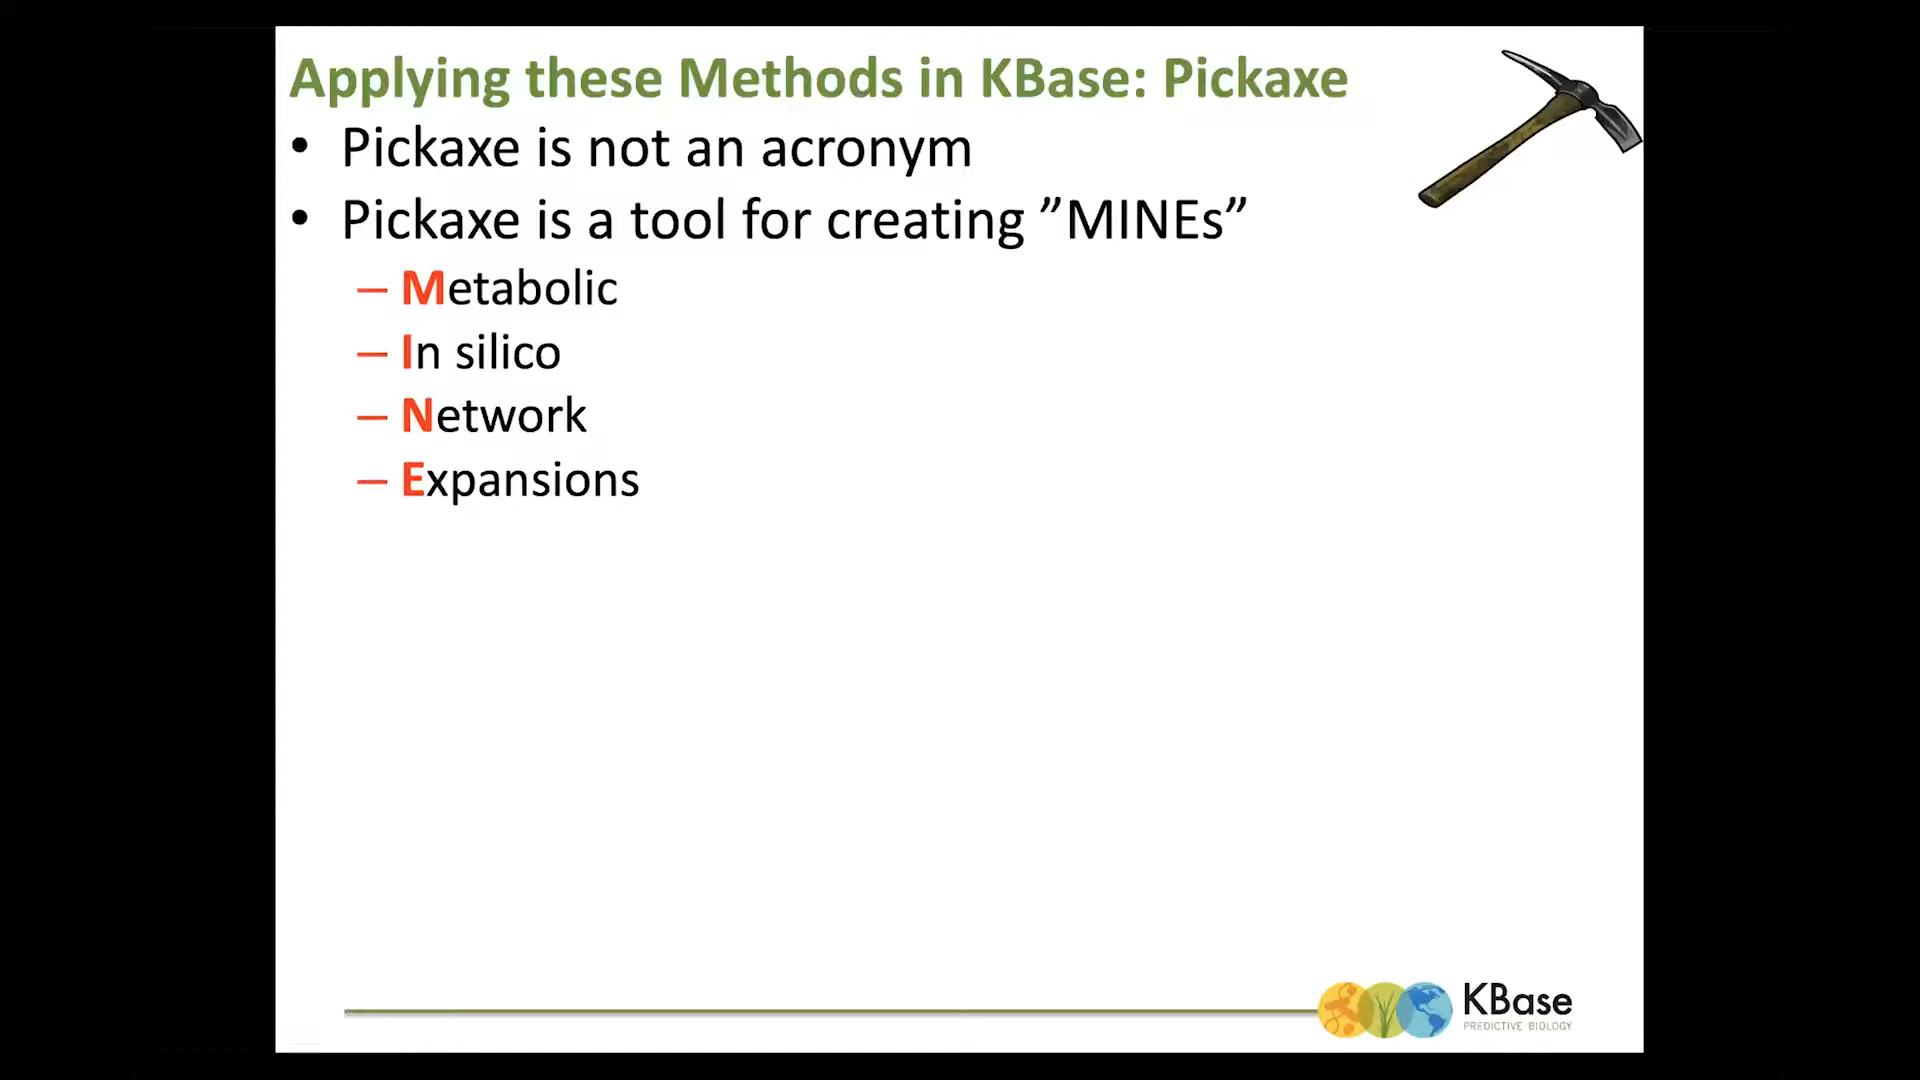 Applying these Methods in KBase: Pickaxe
• Pickaxe is not an acronym
• Pickaxe is a tool for creating ”MINEs”
– Metabolic
– In silico
– Network
– Expansions
KBase
PREDICTIVE BIOLOGY